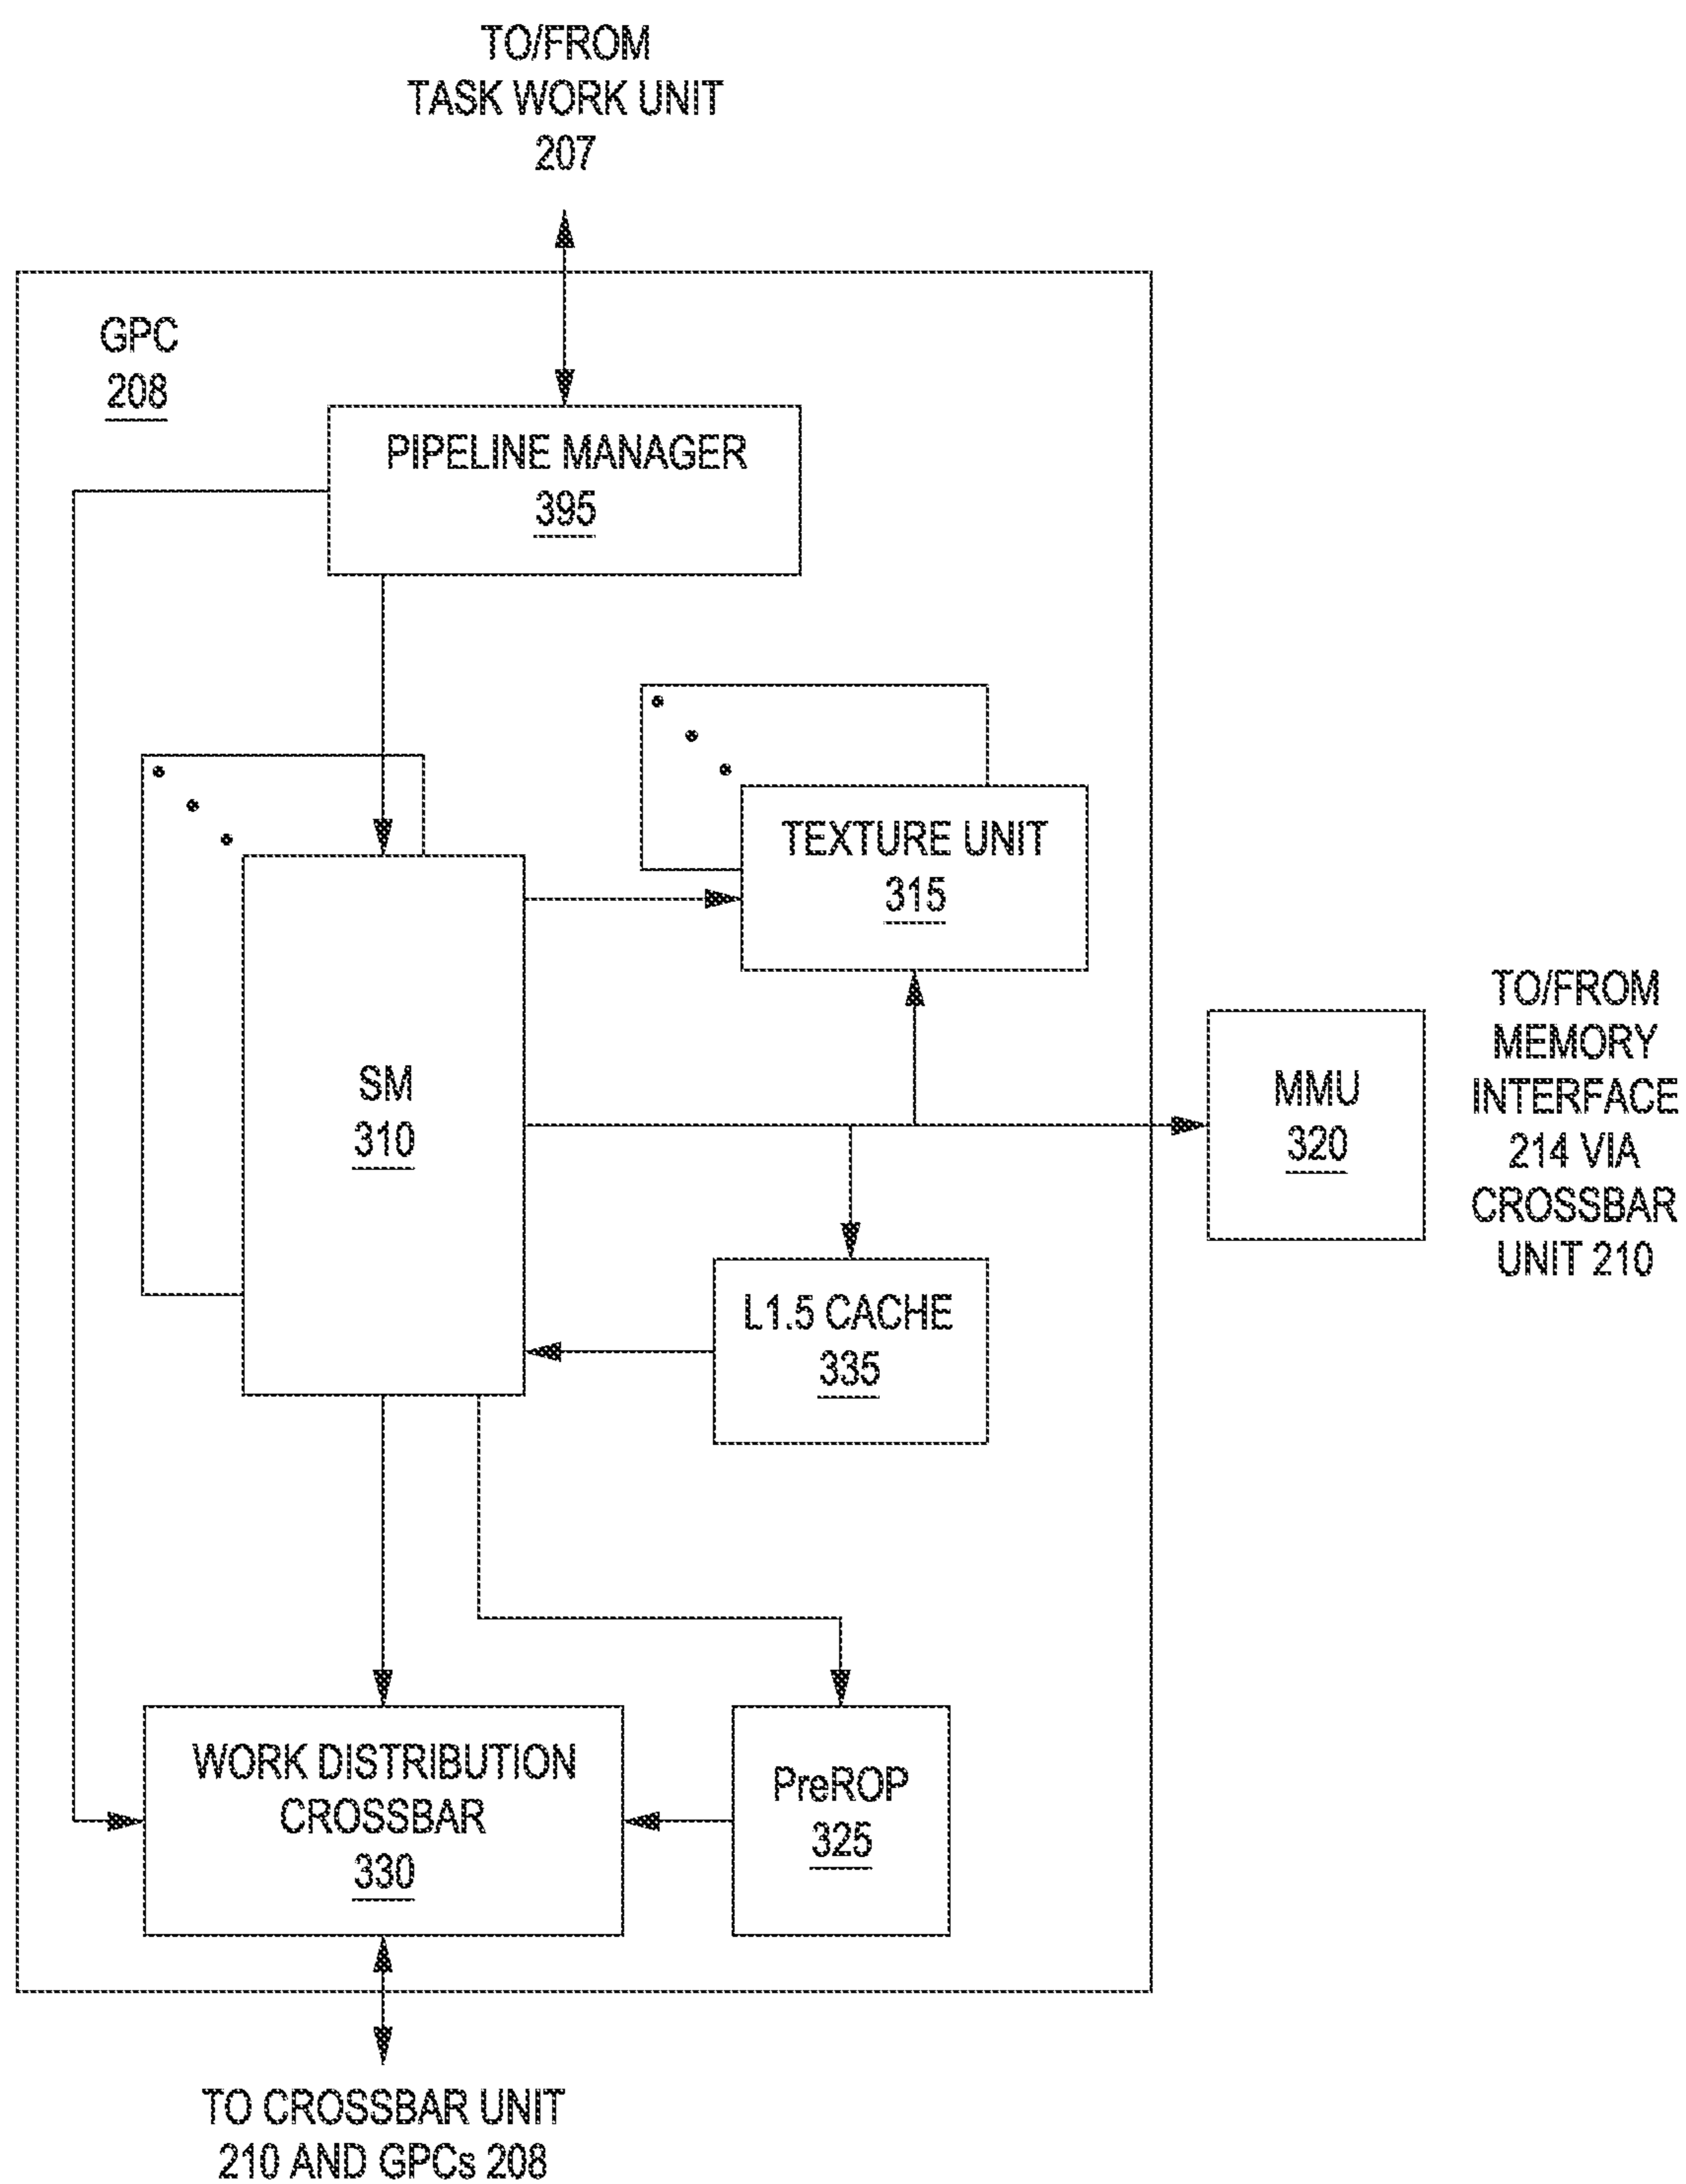 TO/FROM
TASK WORK UNIT
207
GPC
208
PIPELINE MANAGER
395
TEXTURE UNIT
315
SM
310
MMU
320
TO/FROM
MEMORY
INTERFACE
214 VIA
CROSSBAR
UNIT 210
L1.5 CACHE
335
WORK DISTRIBUTION
CROSSBAR
330
PreROP
325
TO CROSSBAR UNIT
210 AND GPCs 208